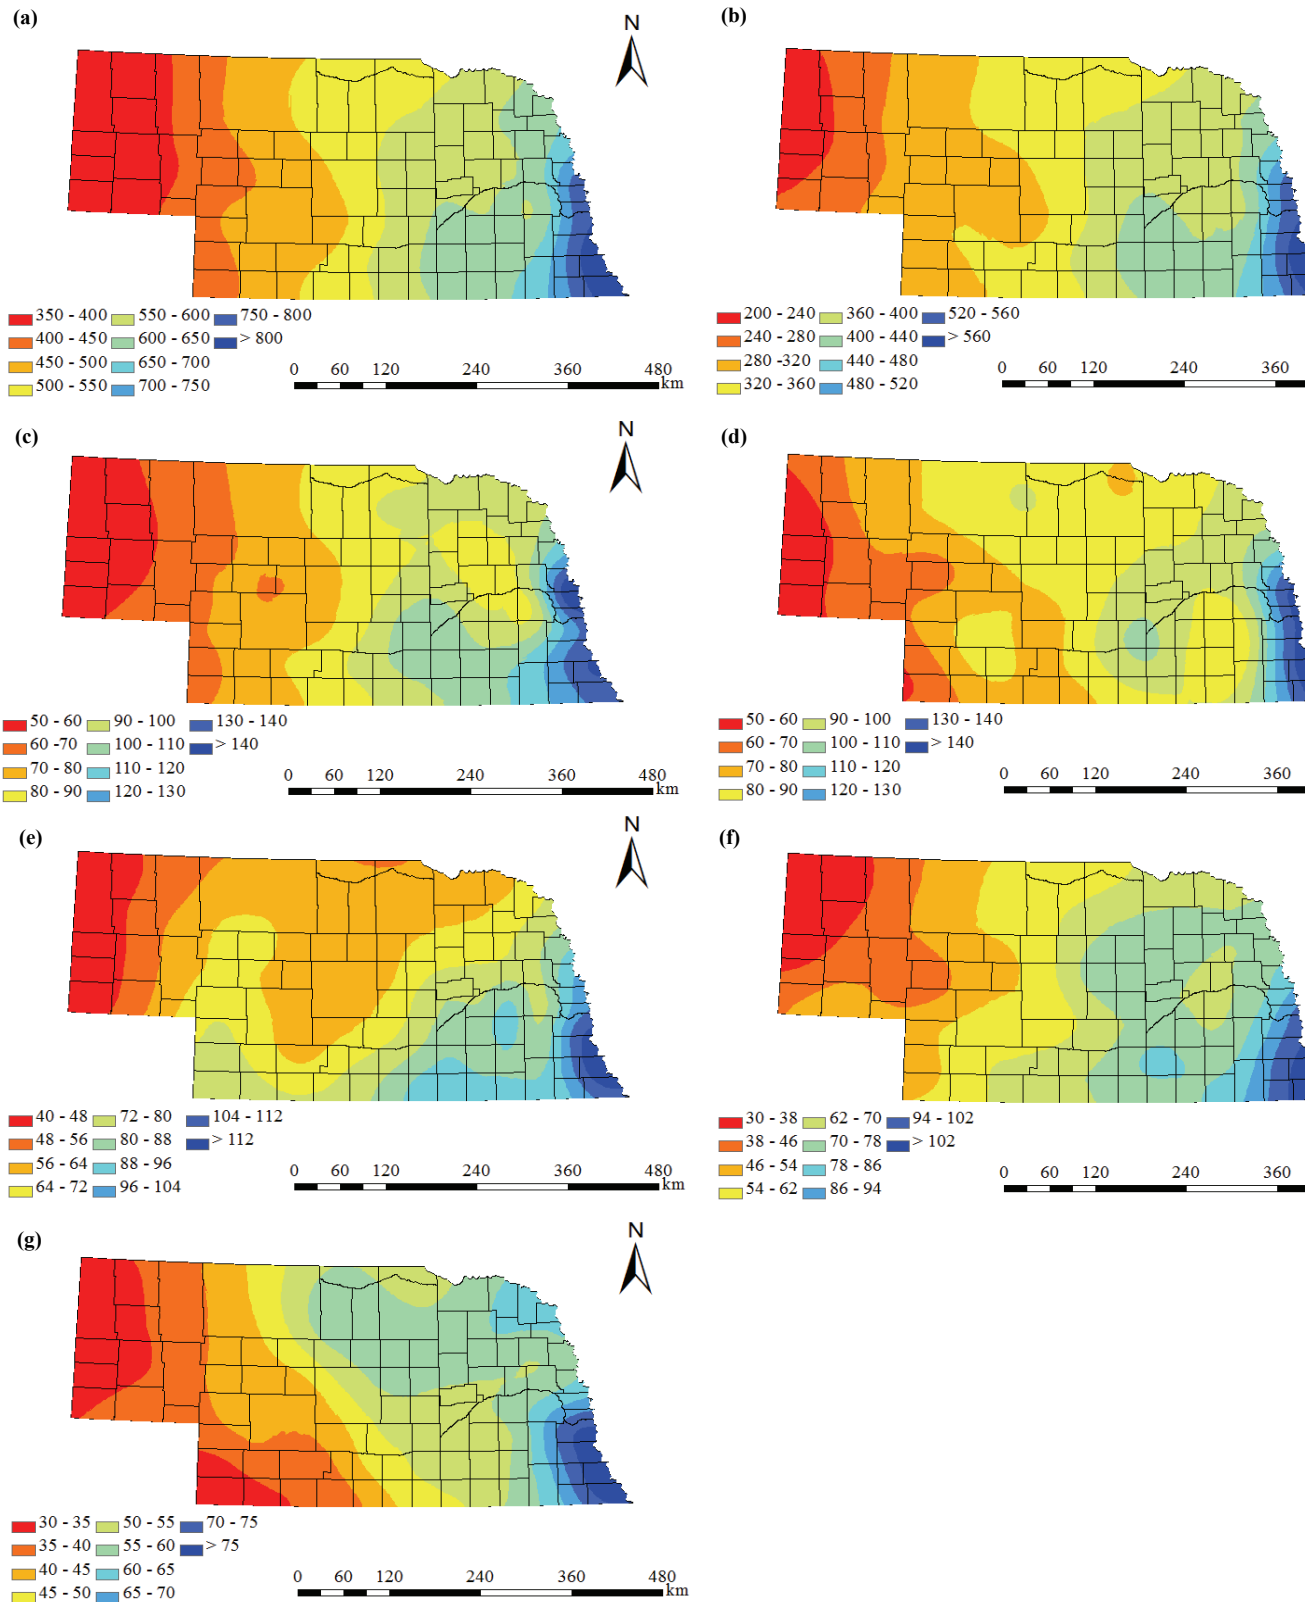 (a)
N
350 - 400 550 - 600 750 - 800
400 - 450 600 - 650 > 800
450 - 500 650 - 700
500 - 550 700 - 750
0 60 120 240 360 480
km
(b)
N
200 - 240 360 - 400 520 - 560
240 - 280 400 - 440 > 560
280 -320 440 - 480
320 - 360 480 - 520
0 60 120 240 360
(c)
N
50 - 60 90 - 100 130 - 140
60 -70 100 - 110 > 140
70 - 80 110 - 120
80 - 90 120 - 130
0 60 120 240 360 480
km
(d)
50 - 60 90 - 100 130 - 140
60 - 70 100 - 110 > 140
70 - 80 110 - 120
80 - 90 120 - 130
0 60 120 240 360
(e)
N
40 - 48 72 - 80 104 - 112
48 - 56 80 - 88 > 112
56 - 64 88 - 96
64 - 72 96 - 104
0 60 120 240 360 480
km
(f)
30 - 38 62 - 70 94 - 102
38 - 46 70 - 78 > 102
46 - 54 78 - 86
54 - 62 86 - 94
0 60 120 240 360
(g)
N
30 - 35 50 - 55 70 - 75
35 - 40 55 - 60 > 75
40 - 45 60 - 65
45 - 50 65 - 70
0 60 120 240 360 480
km